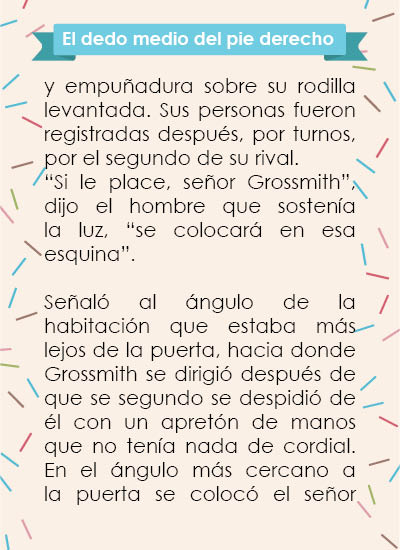 El dedo medio del pie derecho
y empuñadura sobre su rodilla
levantada. Sus personas fueron
registradas después, por turnos,
por el segundo de su rival.
“Si le place, señor Grossmith”,
dijo el hombre que sostenía
la luz, “se colocará en esa
esquina”.
Señaló al ángulo de la
habitación que estaba más
lejos de la puerta, hacia donde
Grossmith se dirigió después de
que se segundo se despidió de
él con un apretón de manos
que no tenía nada de cordial.
En el ángulo más cercano a
la puerta se colocó el señor